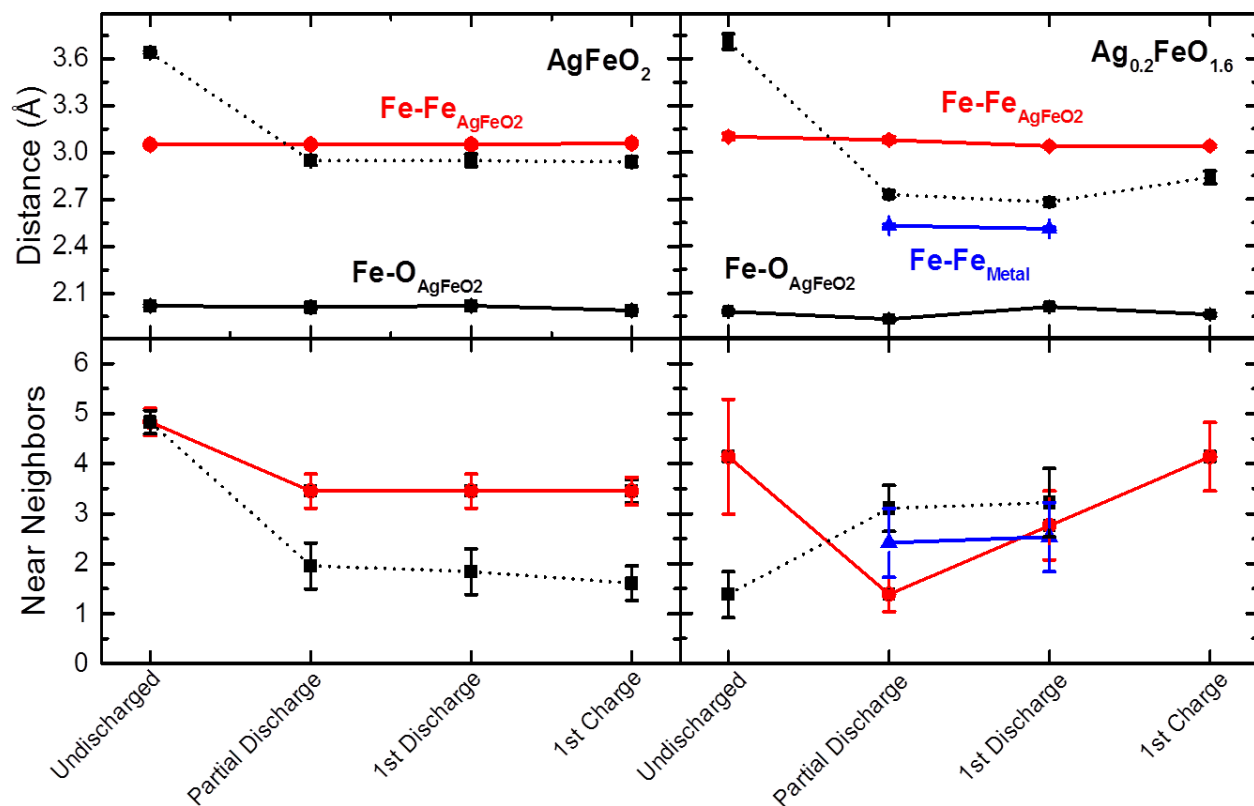 AgFeO2
Ag0.2FeO1.6
Fe-FeAgFeO2
Fe-FeAgFeO2
Fe-OAgFeO2
Fe-OAgFeO2
Fe-FeMetal
Distance (Å)
3.6
3.3
3.0
2.7
2.4
2.1
Near Neighbors
6
5
4
3
2
1
0
Undischarged
Partial Discharge
1st Discharge
1st Charge
Undischarged
Partial Discharge
1st Discharge
1st Charge